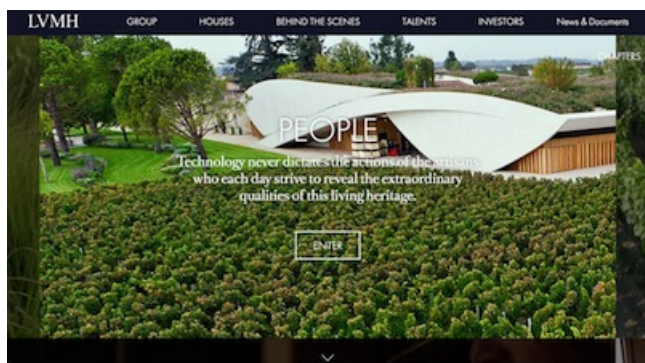 LVMH GROUP HOUSES BEHIND THE SCENES TALENTS INVESTORS News & Documents
CHAPTERS
PEOPLE
Technology never dictates the actions of the artisans
who each day strive to reveal the extraordinary
qualities of this living heritage.
ENTER